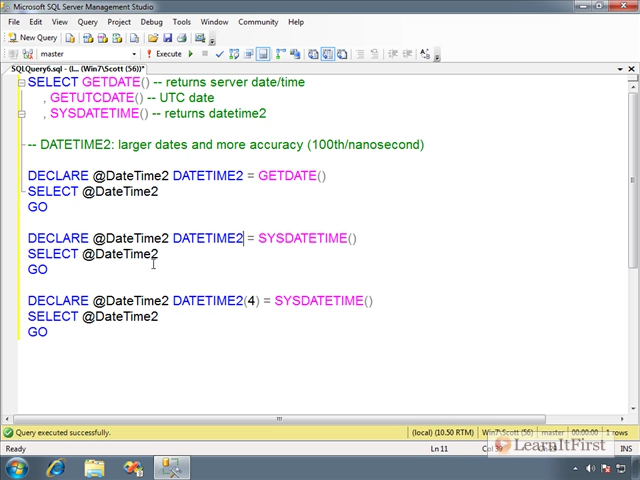 Microsoft SQL Server Management Studio
File Edit View Query Project Debug Tools Window Community Help
New Query
master Execute
SQLQuery6.sql - (l... (Win7\Scott (56))*
SELECT GETDATE() -- returns server date/time
, GETUTCDATE() -- UTC date
, SYSDATETIME() -- returns datetime2
-- DATETIME2: larger dates and more accuracy (100th/nanosecond)
DECLARE @DateTime2 DATETIME2 = GETDATE()
SELECT @DateTime2
GO
DECLARE @DateTime2 DATETIME2 = SYSDATETIME()
SELECT @DateTime2
GO
DECLARE @DateTime2 DATETIME2(4) = SYSDATETIME()
SELECT @DateTime2
GO
Query executed successfully. (local) (10.50 RTM) Win7\Scott (56) master 00:00:00 1 rows
LearnItFirst
Ready Ln 11 INS